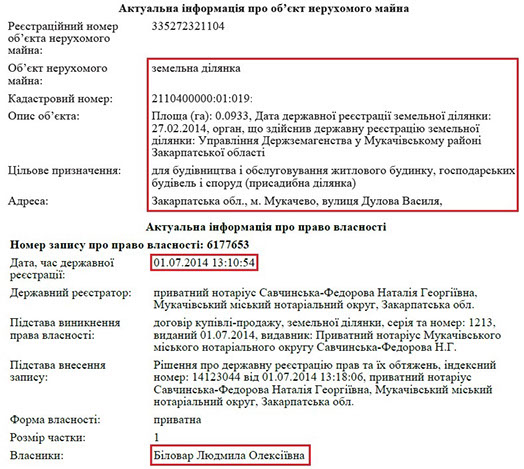 Актуальна інформація про об’єкт нерухомого майна
Реєстраційний номер
об’єкта нерухомого
майна:
335272321104
Об’єкт нерухомого
майна:
земельна ділянка
Кадастровий номер:
2110400000:01:019:
Опис об’єкта:
Площа (га): 0.0933, Дата державної реєстрації земельної ділянки:
27.02.2014, орган, що здійснив державну реєстрацію земельної
ділянки: Управління Держземагенства у Мукачівському районі
Закарпатської області
Цільове призначення:
для будівництва і обслуговування житлового будинку, господарських
будівель і споруд (присадибна ділянка)
Адреса:
Закарпатська обл., м. Мукачево, вулиця Дулова Василя,
Актуальна інформація про право власності
Номер запису про право власності: 6177653
Дата, час державної
реєстрації:
01.07.2014 13:10:54
Державний реєстратор:
приватний нотаріус Савчинська-Федорова Наталія Георгіївна,
Мукачівський міський нотаріальний округ, Закарпатська обл.
Підстава виникнення
права власності:
договір купівлі-продажу, земельної ділянки, серія та номер: 1213,
виданий 01.07.2014, видавник: Приватний нотаріус Мукачівського
міського нотаріального округу Савчинська-Федорова Н.Г.
Підстава внесення
запису:
Рішення про державну реєстрацію прав та їх обтяжень, індексний
номер: 14123044 від 01.07.2014 13:18:06, приватний нотаріус
Савчинська-Федорова Наталія Георгіївна, Мукачівський міський
нотаріальний округ, Закарпатська обл.
Форма власності:
приватна
Розмір частки:
1
Власники:
Біловар Людмила Олексіївна